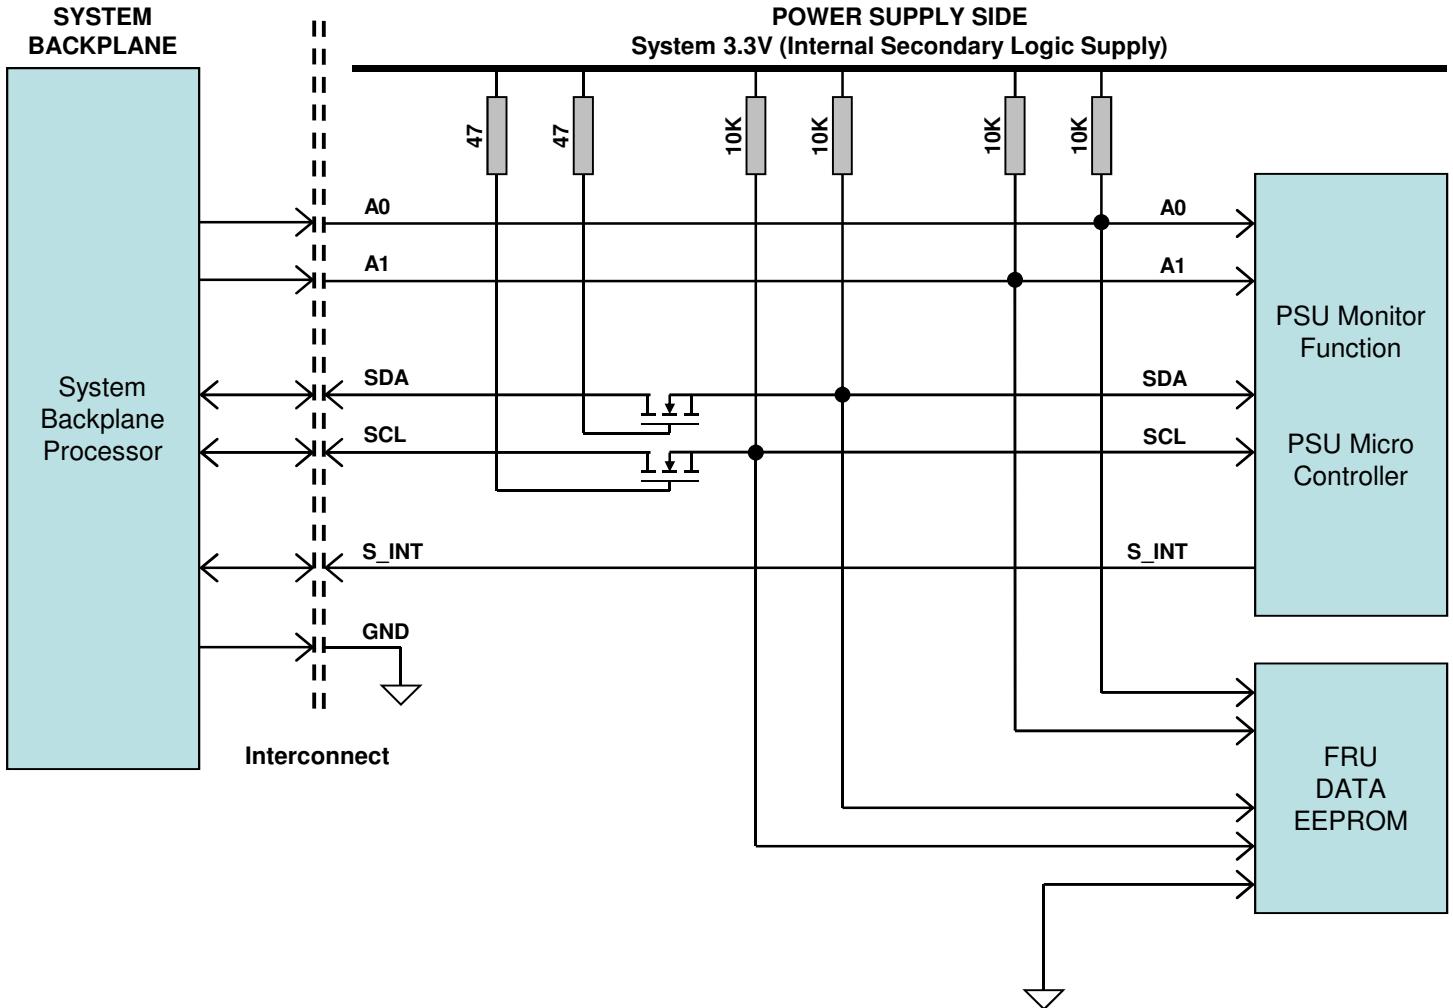 SYSTEM
BACKPLANE
POWER SUPPLY SIDE
System 3.3V (Internal Secondary Logic Supply)
47
47
10K
10K
10K
10K
A0
A0
A1
A1
SDA
SDA
SCL
SCL
S_INT
S_INT
GND
System
Backplane
Processor
PSU Monitor
Function
PSU Micro
Controller
Interconnect
FRU
DATA
EEPROM